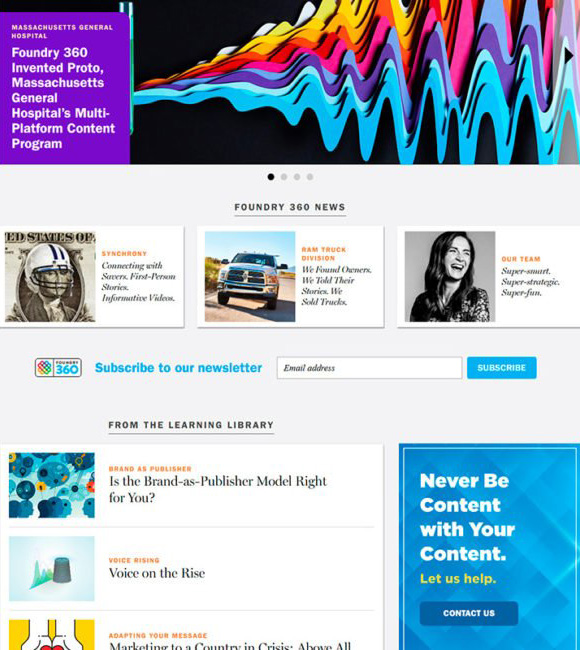 MASSACHUSETTS GENERAL
HOSPITAL
Foundry 360
Invented Proto,
Massachusetts
General
Hospital's Multi-
Platform Content
Program
FOUNDRY 360 NEWS
ED STATES OF
SYNCHRONY
Connecting with
Savers. First-Person
Stories.
Informative Videos.
RAM TRUCK
DIVISION
We Found Owners.
We Told Their
Stories. We
Sold Trucks.
OUR TEAM
Super-smart.
Super-strategic.
Super-fun.
FOUNDRY
360
Subscribe to our newsletter
Email address
SUBSCRIBE
FROM THE LEARNING LIBRARY
BRAND AS PUBLISHER
Is the Brand-as-Publisher Model Right
for You?
VOICE RISING
Voice on the Rise
ADAPTING YOUR MESSAGE
Marketing to a Country in Crisis: Above All
Never Be
Content
with Your
Content.
Let us help.
CONTACT US